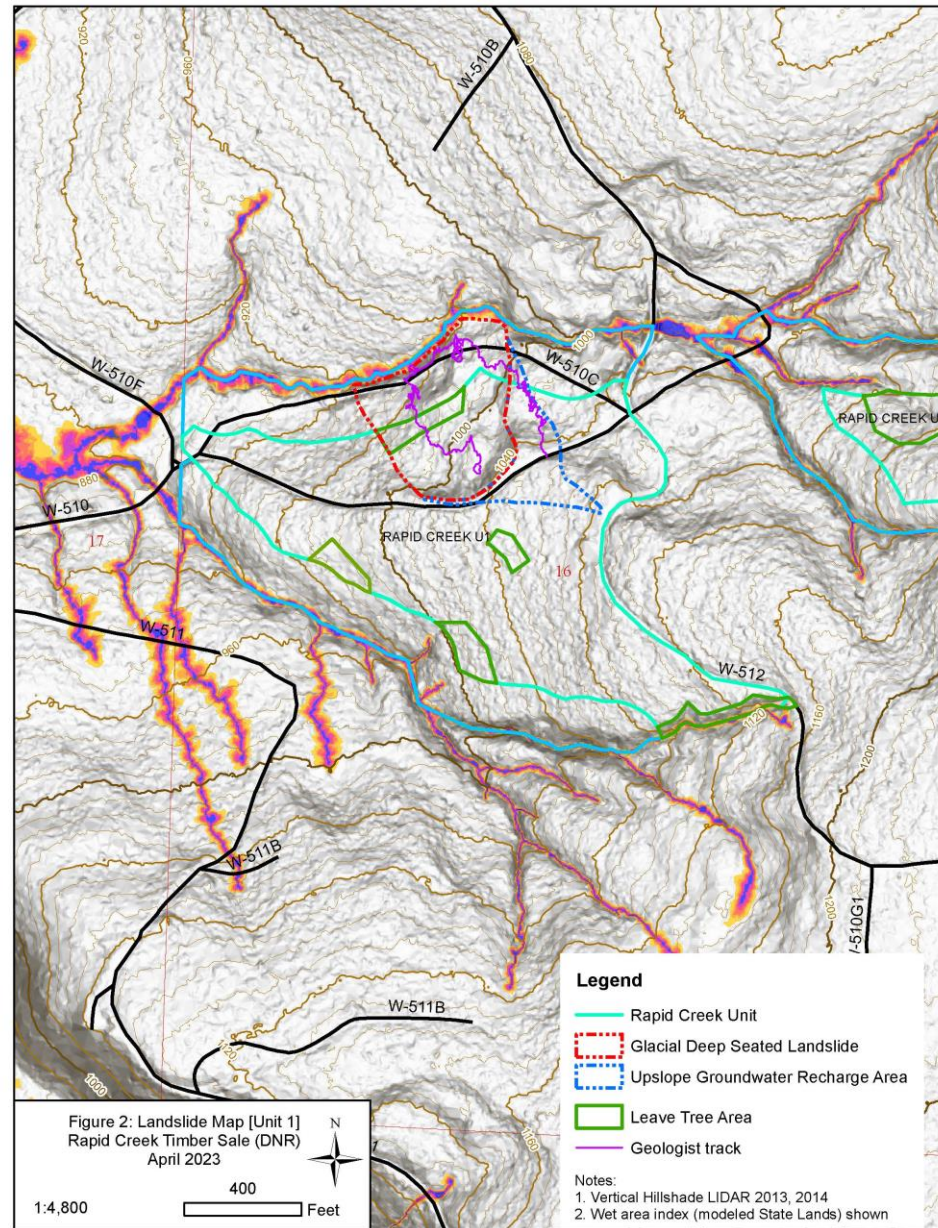 920
960
W-510B
1080
920
W-510F
1000
W-510C
RAPID CREEK U
1000
1040
880
W-510
17
RAPID CREEK U1
16
W-511
960
W-512
1120
1160
1200
W-511B
1200
W-510G1
W-511B
1120
1000
1160
Legend
Rapid Creek Unit
Glacial Deep Seated Landslide
Upslope Groundwater Recharge Area
Leave Tree Area
Geologist track
Notes:
1. Vertical Hillshade LIDAR 2013, 2014
2. Wet area index (modeled State Lands) shown
Figure 2: Landslide Map [Unit 1]
Rapid Creek Timber Sale (DNR)
April 2023
N
1:4,800
400
Feet
1